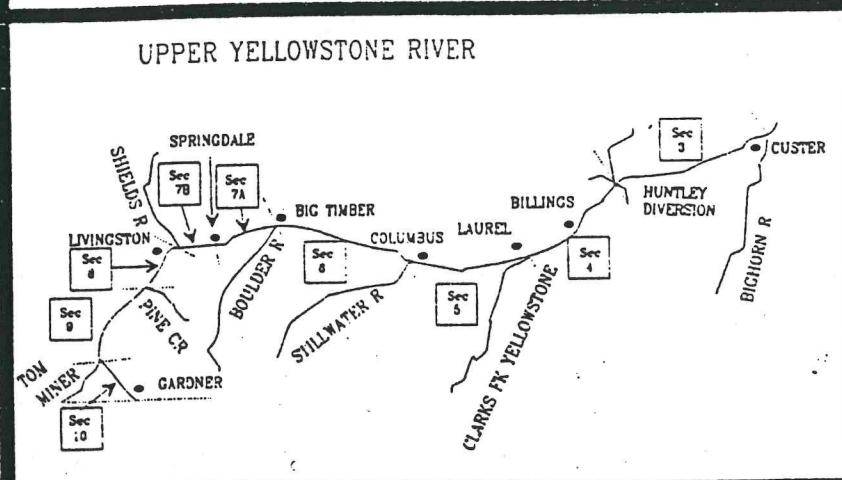 UPPER YELLOWSTONE RIVER
SPRINGDALE
SHIELDS R
Sec
7B
Sec
7A
Sec
3
CUSTER
BIG TIMBER
BILLINGS
HUNTLEY
DIVERSION
LIVINGSTON
COLUMBUS
LAUREL
Sec
8
BOULDER R
Sec
6
Sec
4
BIGHORN R
Sec
9
PINE CR
STILLWATER R
Sec
5
CLARKS FK YELLOWSTONE
TOM
MINER
GARDNER
Sec
10